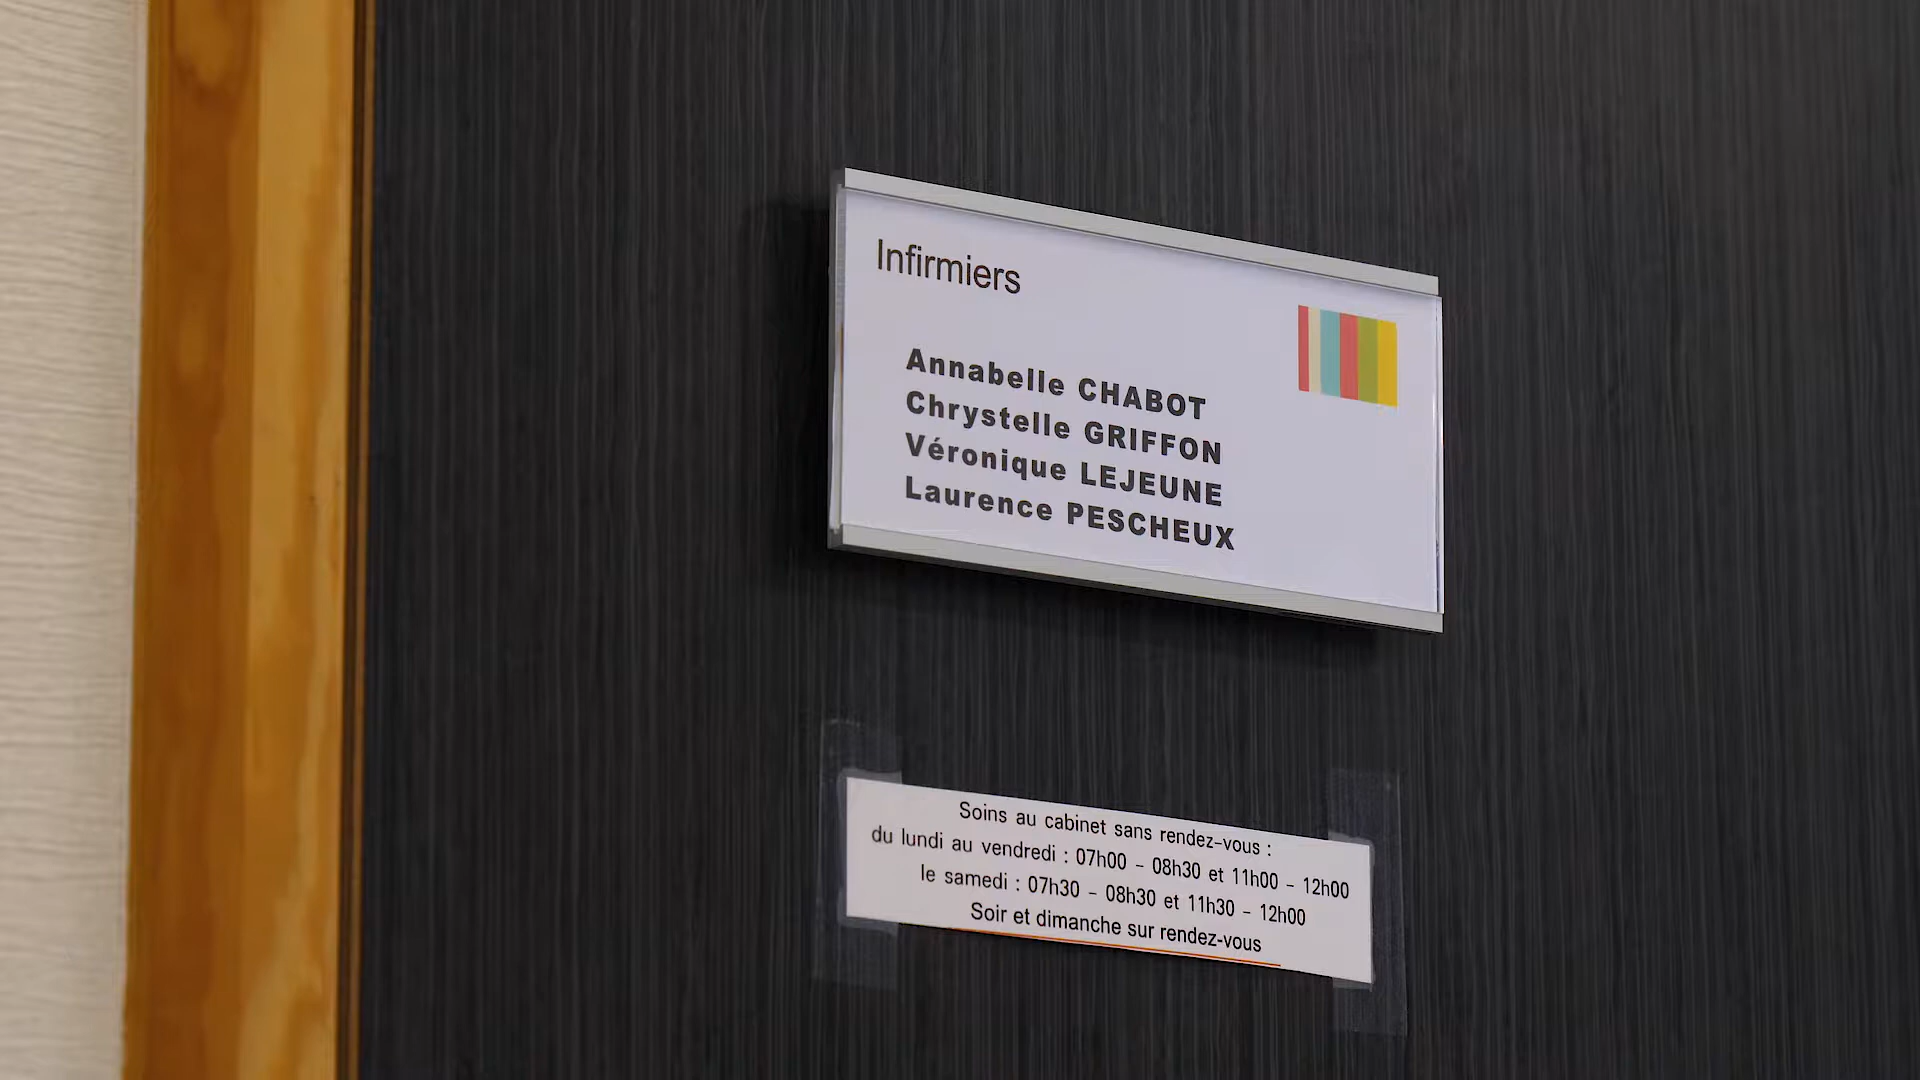 Infirmiers
Annabelle CHABOT
Chrystelle GRIFFON
Véronique LEJEUNE
Laurence PESCHEUX
Soins au cabinet sans rendez-vous :
du lundi au vendredi : 07h00 - 08h30 et 11h00 - 12h00
le samedi : 07h30 - 08h30 et 11h30 - 12h00
Soir et dimanche sur rendez-vous